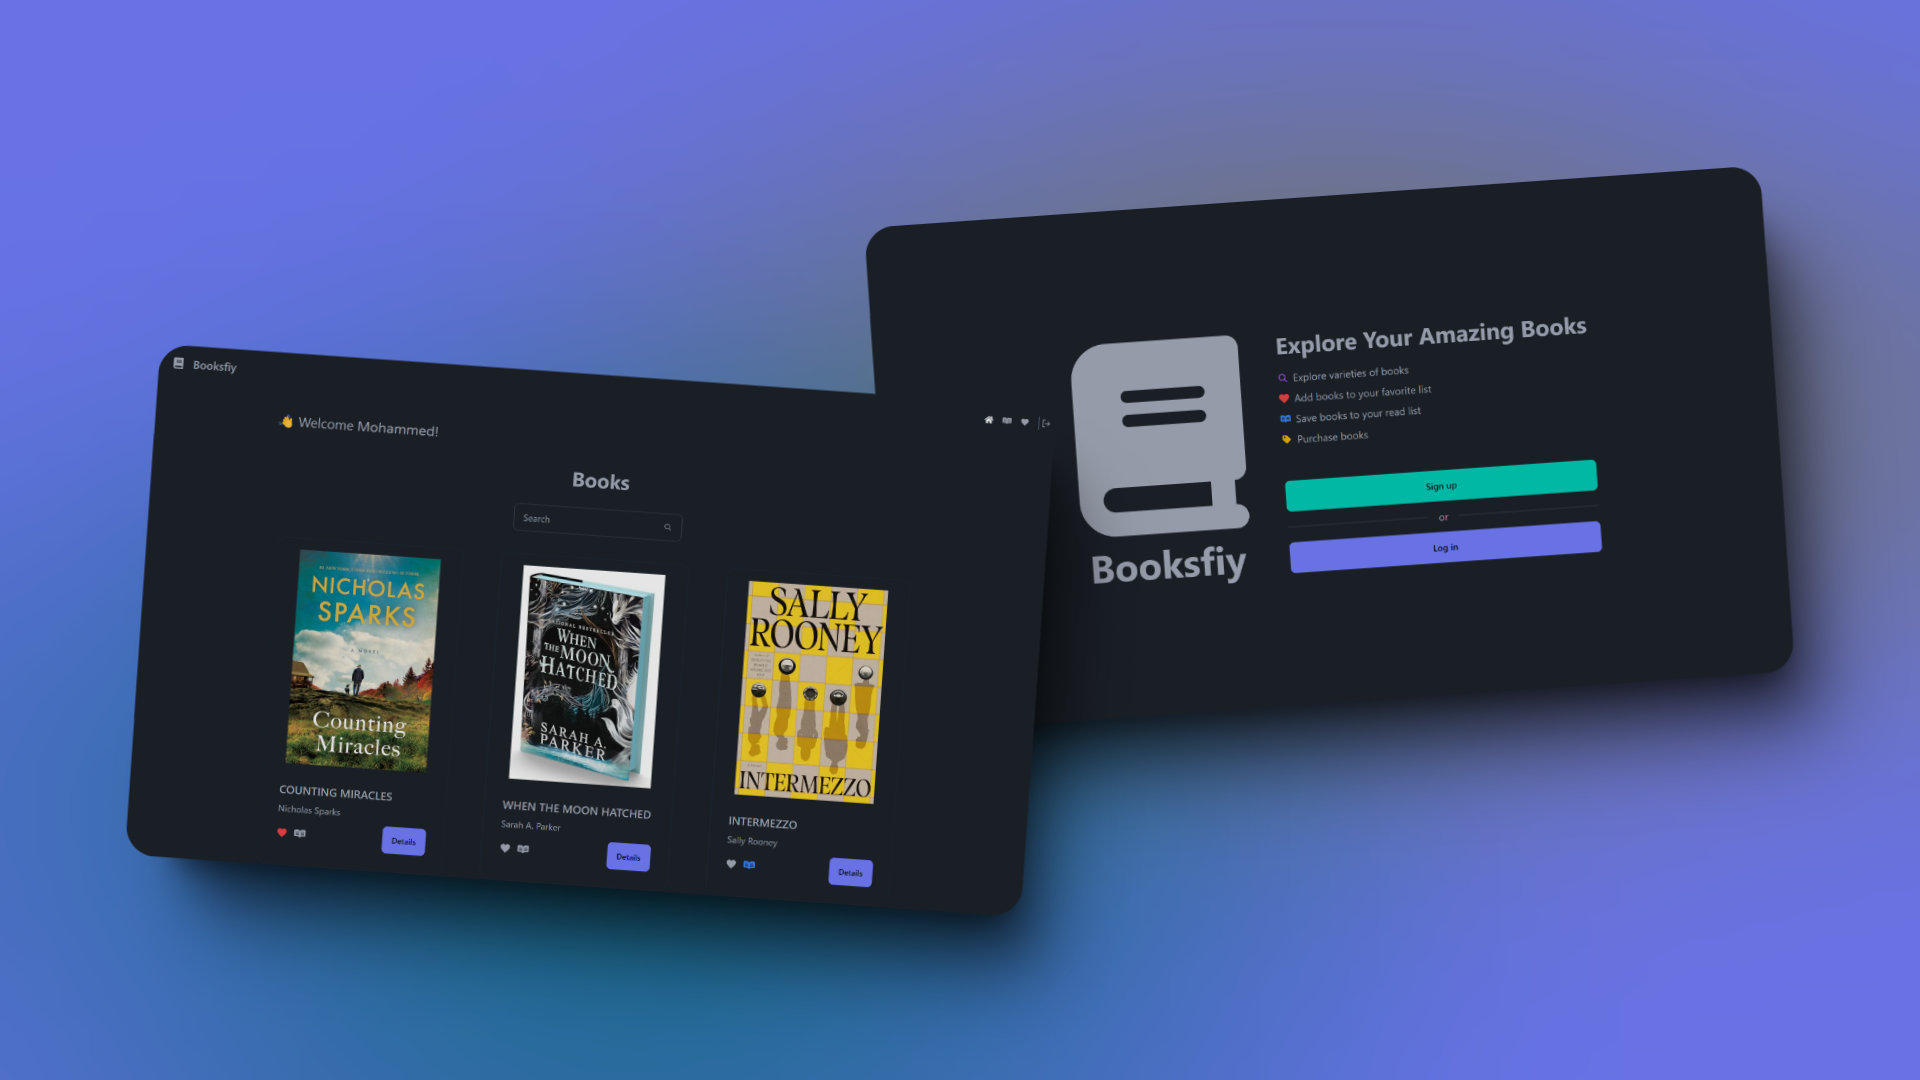 Booksfiy
👋 Welcome Mohammed!
Books
Search
NICHOLAS
SPARKS
A NOVEL
Counting
Miracles
COUNTING MIRACLES
Nicholas Sparks
Details
WHEN
THE MOON
HATCHED
SARAH A.
PARKER
WHEN THE MOON HATCHED
Sarah A. Parker
Details
SALLY
ROONEY
INTERMEZZO
INTERMEZZO
Sally Rooney
Details
Booksfiy
Explore Your Amazing Books
Explore varieties of books
Add books to your favorite list
Save books to your read list
Purchase books
Sign up
or
Log in